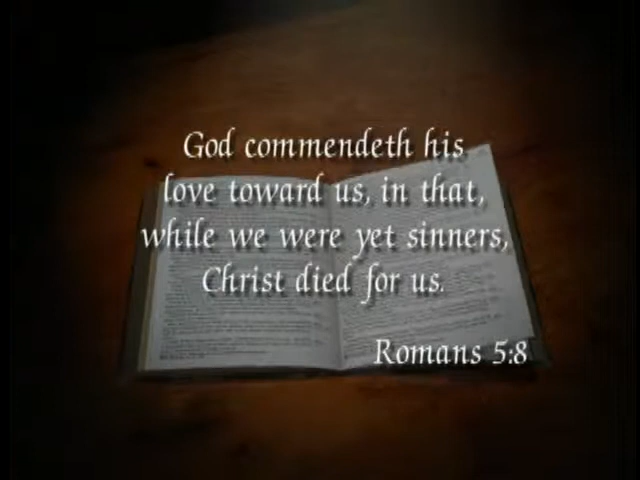 God commendeth his
love toward us, in that,
while we were yet sinners,
Christ died for us.
Romans 5:8